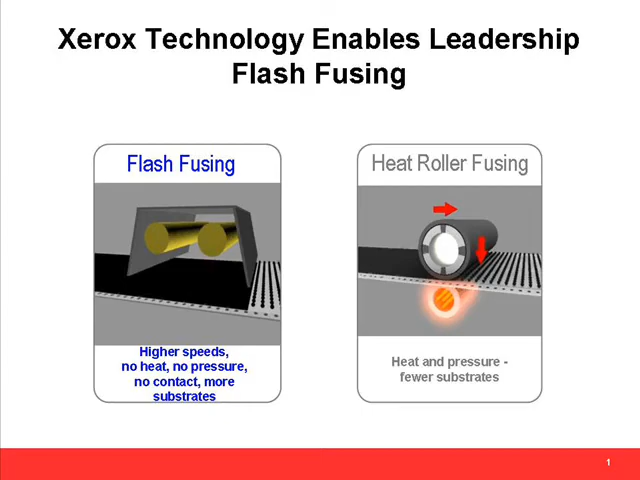 Xerox Technology Enables Leadership
Flash Fusing
Flash Fusing
Higher speeds,
no heat, no pressure,
no contact, more
substrates
Heat Roller Fusing
Heat and pressure -
fewer substrates
1